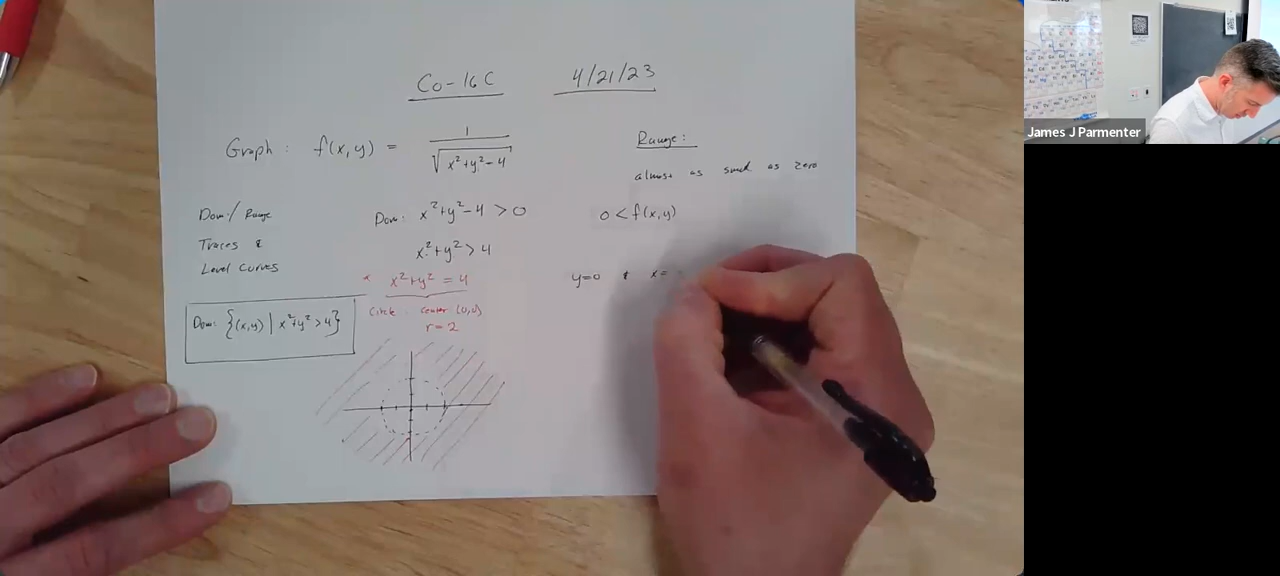 Co-16C 4/21/23
Graph: f(x,y) = 1/√(x²+y²-4)
Range:
almost as small as zero
Dom/Range
Traces &
Level Curves
Dom: x²+y²-4 > 0
x²+y² > 4
* x²+y² = 4
Circle: center (0,0)
r=2
Dom: {(x,y) | x²+y²>4}
0 < f(x,y)
y=0 & x=
James J Parmenter